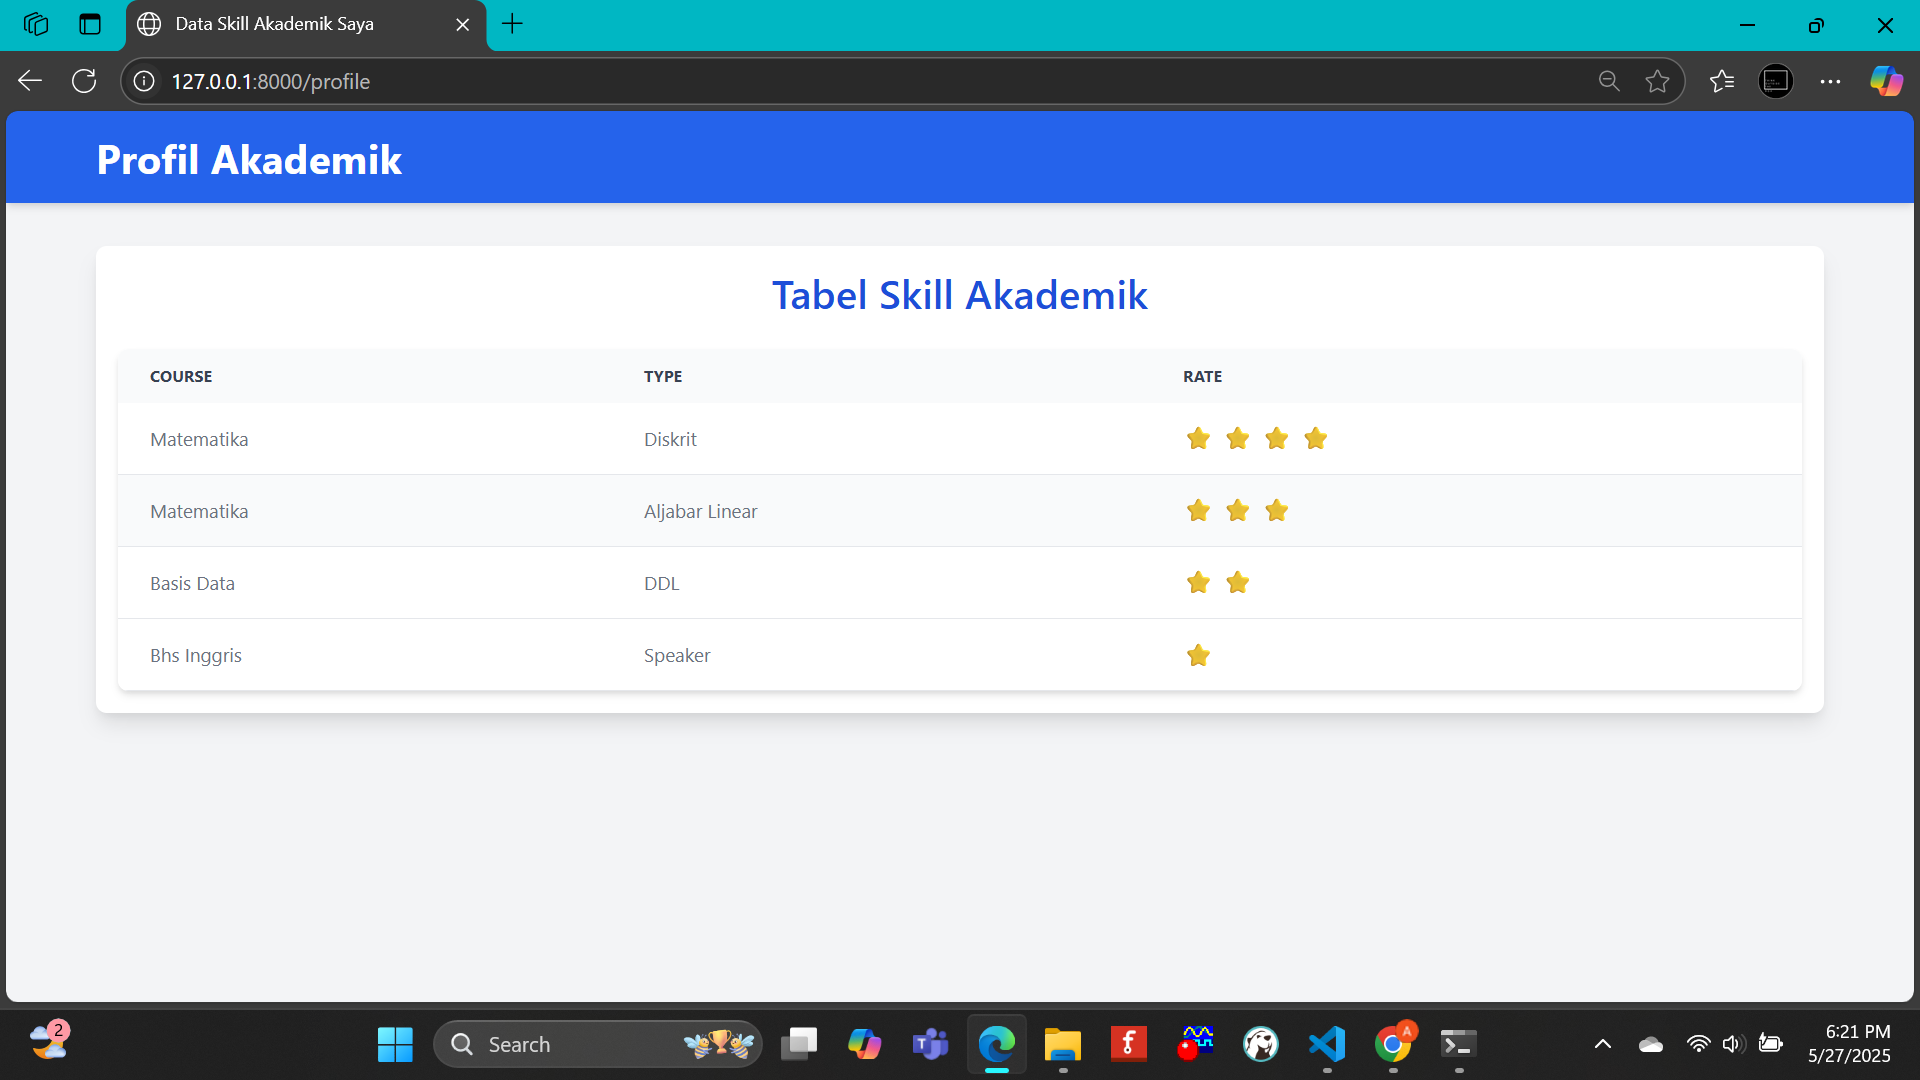 Data Skill Akademik Saya
127.0.0.1:8000/profile
Profil Akademik
Tabel Skill Akademik
COURSE TYPE RATE
Matematika Diskrit
Matematika Aljabar Linear
Basis Data DDL
Bhs Inggris Speaker
2
Search
T
f
A
6:21 PM
5/27/2025